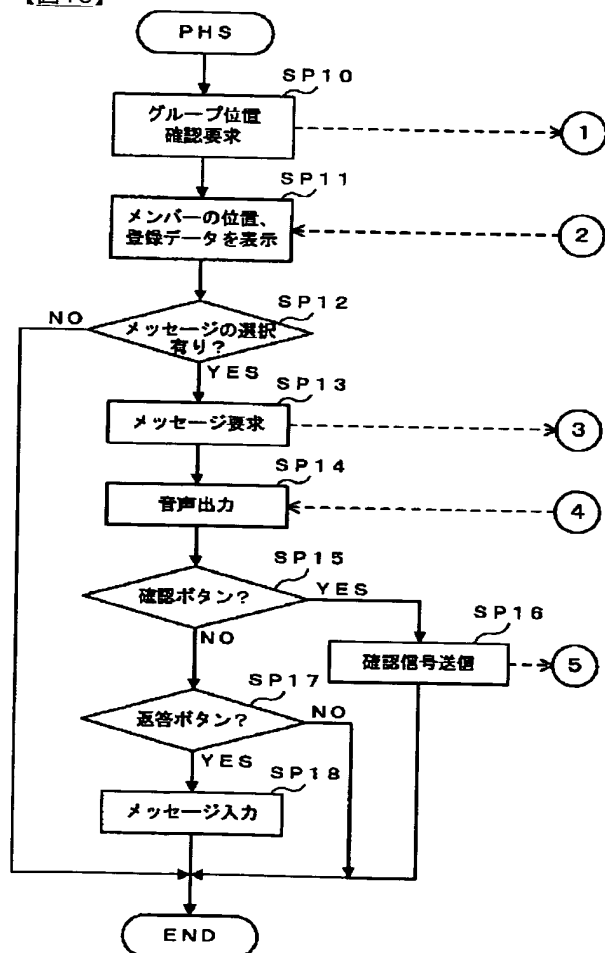 PHS
SP10
グループ位置
確認要求
1
SP11
メンバーの位置、
登録データを表示
2
SP12
NO
メッセージの選択
有り?
YES
SP13
メッセージ要求
3
SP14
音声出力
4
SP15
確認ボタン?
YES
NO
SP16
確認信号送信
5
SP17
返答ボタン?
NO
YES
SP18
メッセージ入力
END